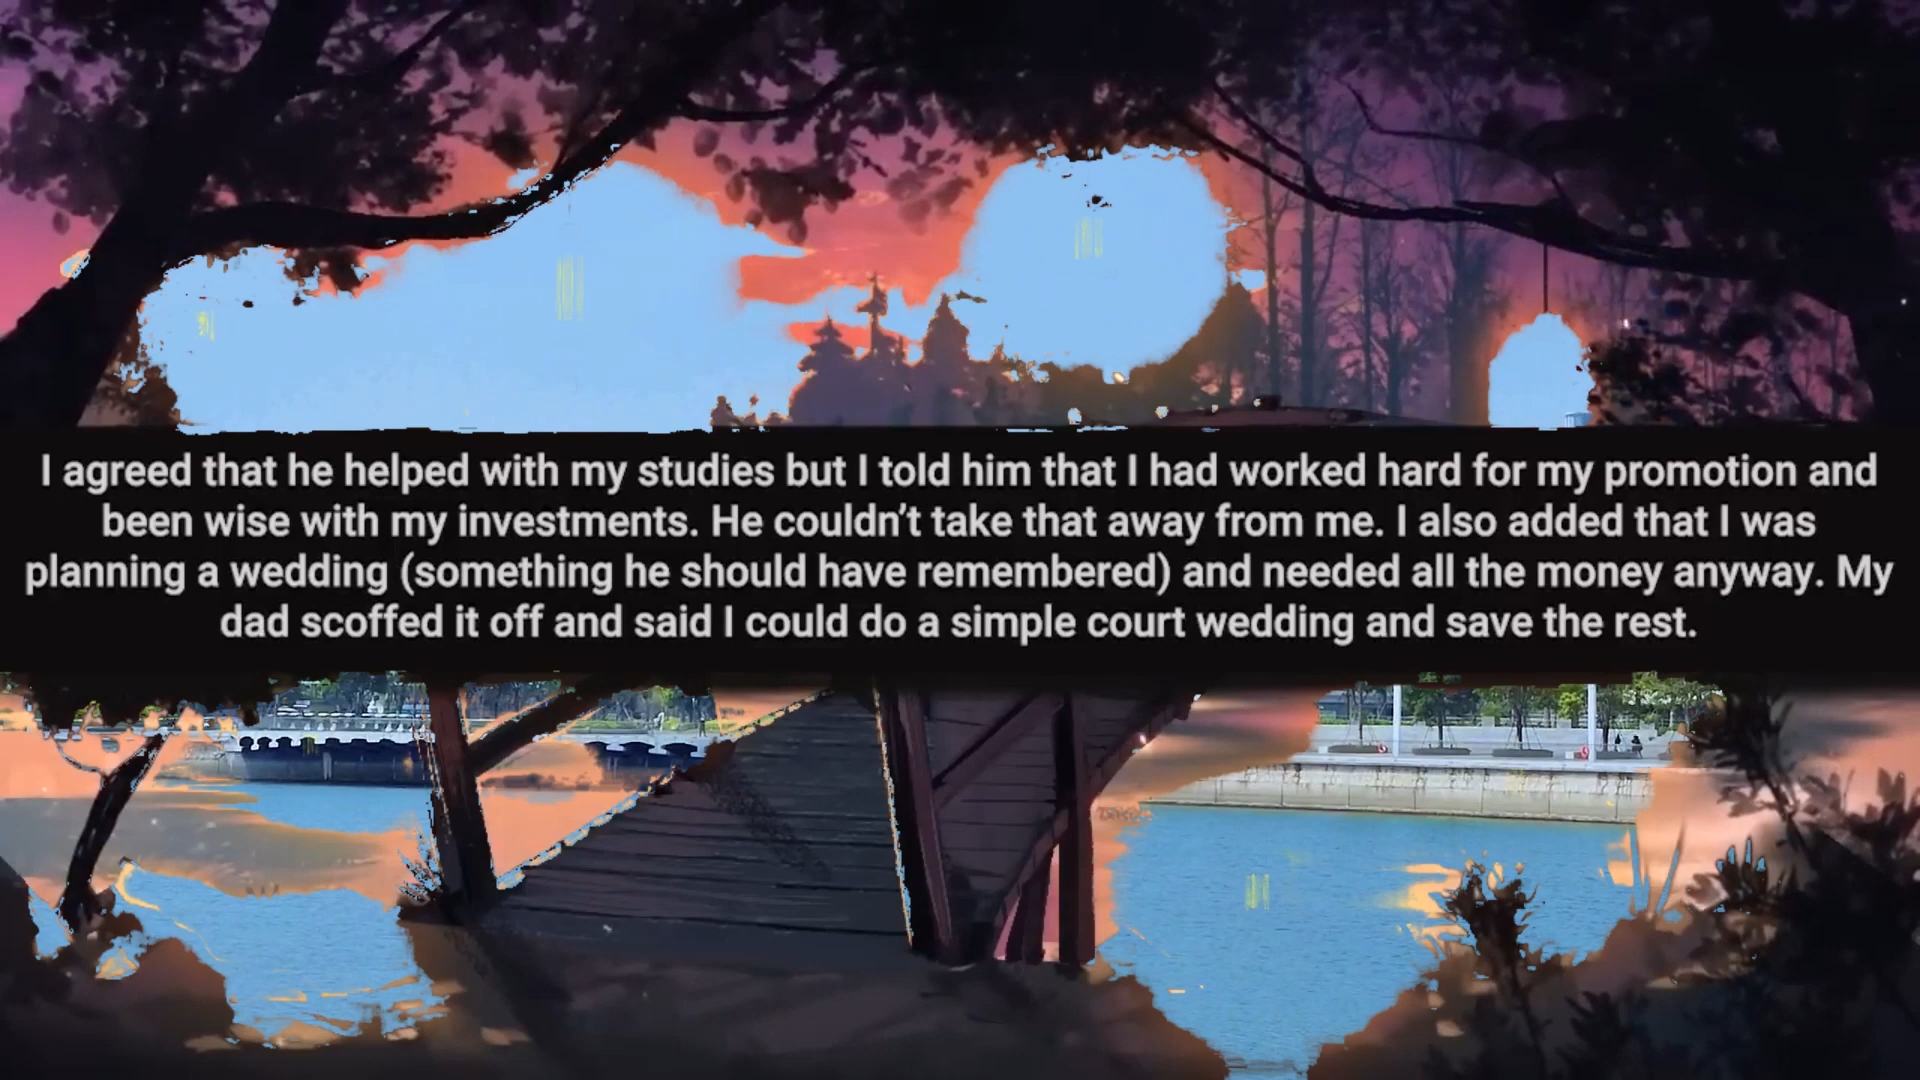 I agreed that he helped with my studies but I told him that I had worked hard for my promotion and
been wise with my investments. He couldn’t take that away from me. I also added that I was
planning a wedding (something he should have remembered) and needed all the money anyway. My
dad scoffed it off and said I could do a simple court wedding and save the rest.